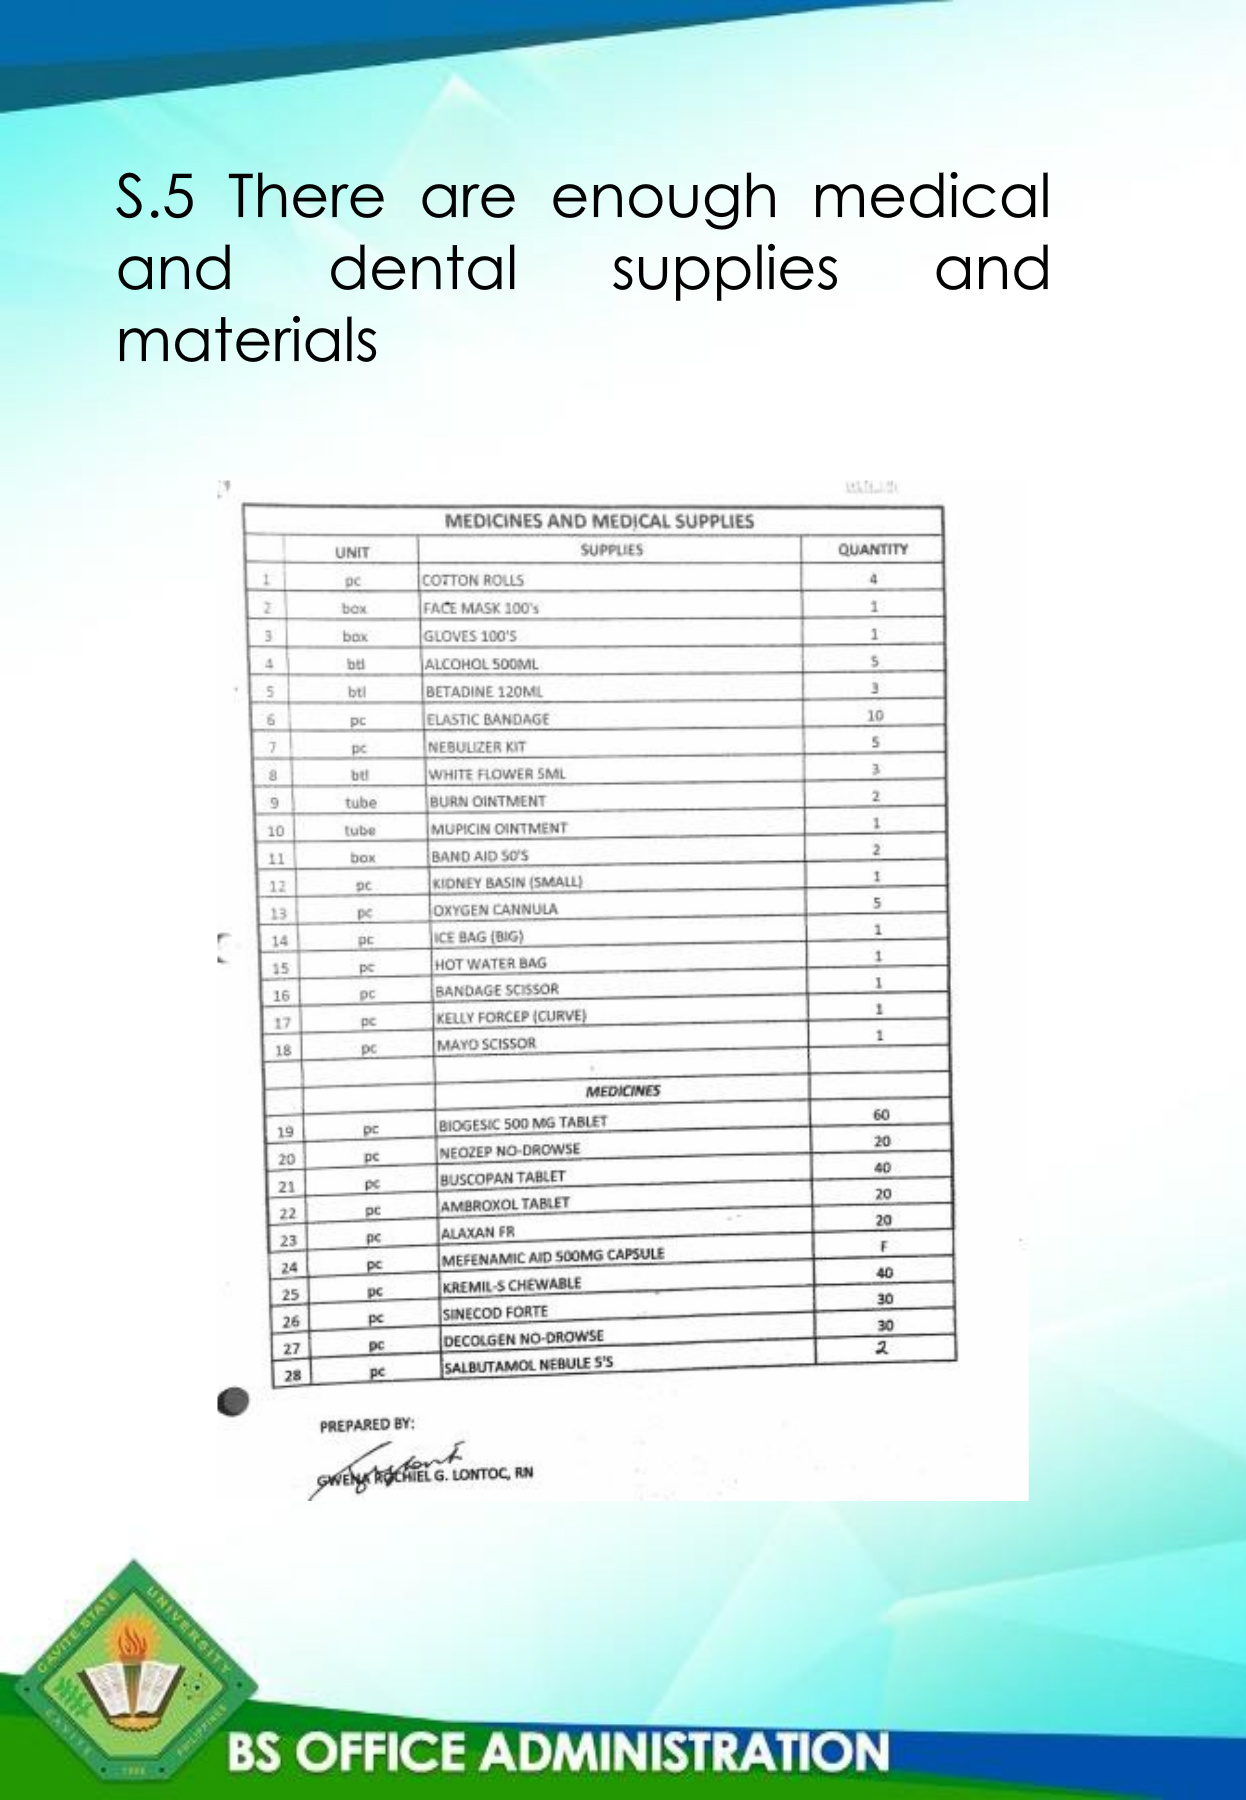 S.5 There are enough medical
and dental supplies and
materials
MEDICINES AND MEDICAL SUPPLIES
UNIT SUPPLIES QUANTITY
1 pc COTTON ROLLS 4
2 box FACE MASK 100's 1
3 box GLOVES 100'S 1
4 btl ALCOHOL 500ML 5
5 btl BETADINE 120ML 3
6 pc ELASTIC BANDAGE 10
7 pc NEBULIZER KIT 5
8 btl WHITE FLOWER 5ML 3
9 tube BURN OINTMENT 2
10 tube MUPICIN OINTMENT 1
11 box BAND AID 50'S 2
12 pc KIDNEY BASIN (SMALL) 1
13 pc OXYGEN CANNULA 5
14 pc ICE BAG (BIG) 1
15 pc HOT WATER BAG 1
16 pc BANDAGE SCISSOR 1
17 pc KELLY FORCEP (CURVE) 1
18 pc MAYO SCISSOR 1
MEDICINES
19 pc BIOGESIC 500 MG TABLET 60
20 pc NEOZEP NO-DROWSE 20
21 pc BUSCOPAN TABLET 40
22 pc AMBROXOL TABLET 20
23 pc ALAXAN FR 20
24 pc MEFENAMIC AID 500MG CAPSULE F
25 pc KREMIL-S CHEWABLE 40
26 pc SINECOD FORTE 30
27 pc DECOLGEN NO-DROWSE 30
28 pc SALBUTAMOL NEBULE 5'S 2
PREPARED BY:
GWENA ROCHIEL G. LONTOC, RN
CAVITE STATE UNIVERSITY
CAVITE PHILIPPINES
BS OFFICE ADMINISTRATION